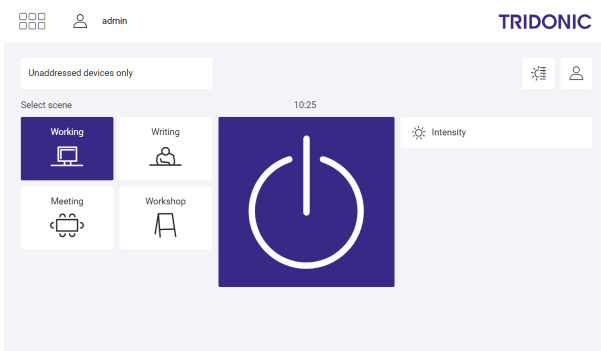 admin
TRIDONIC
Unaddressed devices only
Select scene
10:25
Working
Writing
Intensity
Meeting
Workshop